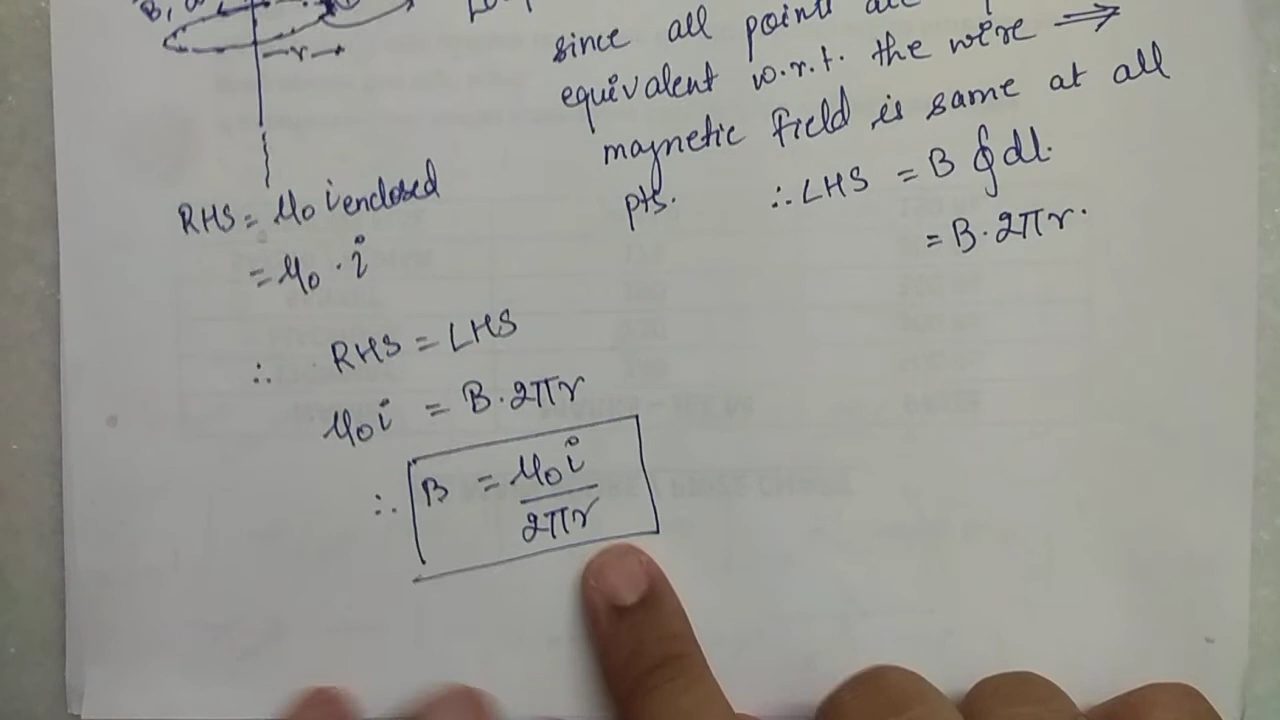 B,
r
since all points
equivalent w.r.t. the wire ⇒
magnetic field is same at all
pts. ∴ LHS = B ∮dl.
= B·2πr.
RHS = μ₀ i enclosed
= μ₀ · i
∴ RHS = LHS
μ₀i = B·2πr
∴ B = μ₀i / 2πr